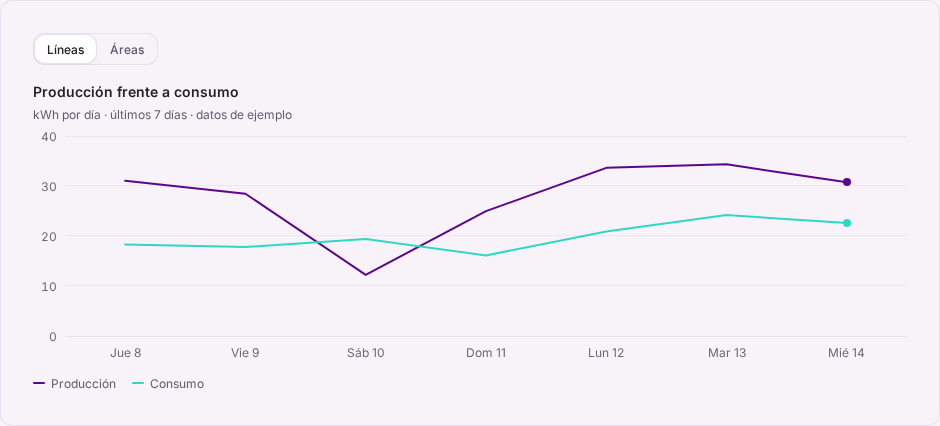 Líneas Áreas
Producción frente a consumo
kWh por día · últimos 7 días · datos de ejemplo
40
30
20
10
0
Jue 8 Vie 9 Sáb 10 Dom 11 Lun 12 Mar 13 Mié 14
Producción Consumo